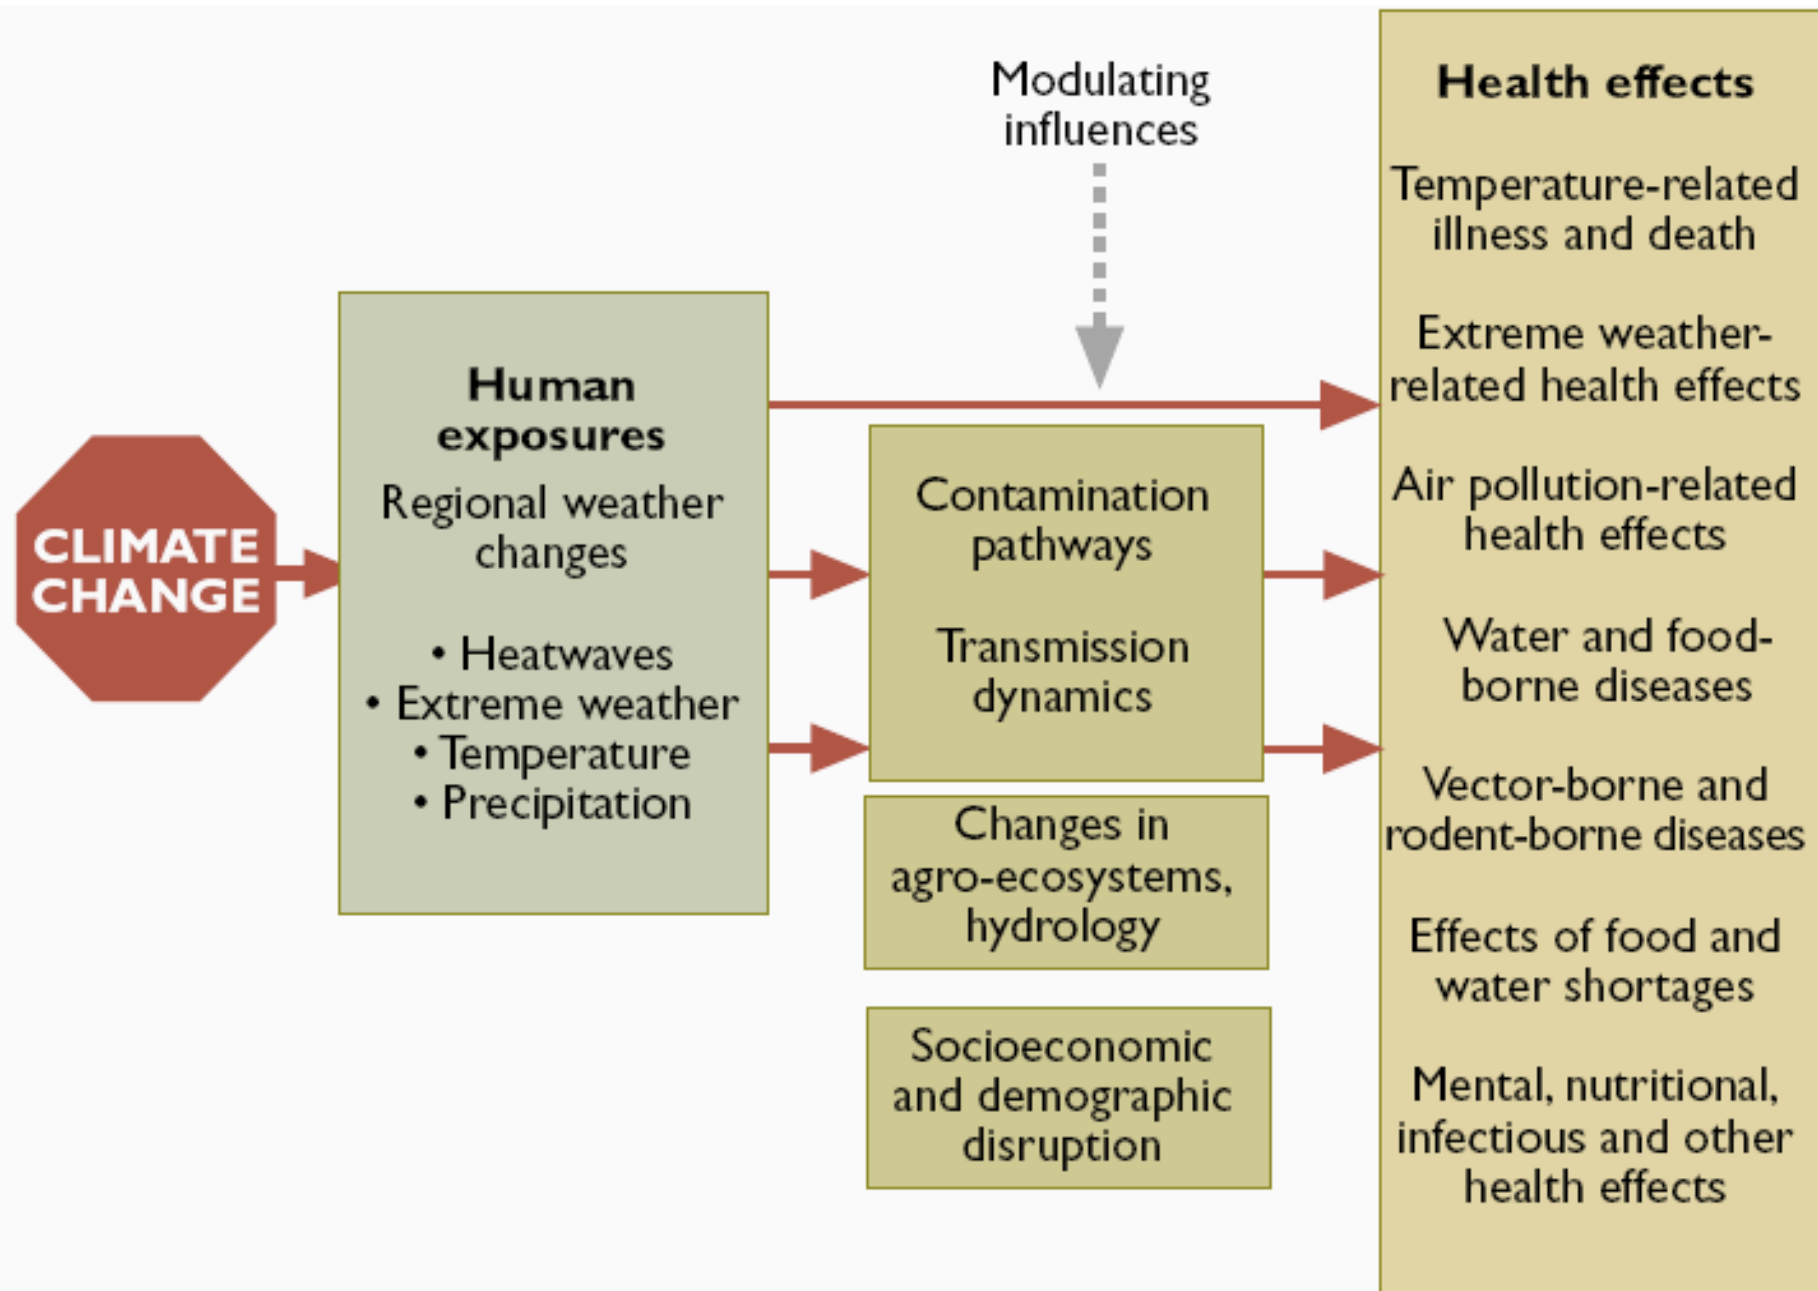 CLIMATE
CHANGE
Human
exposures
Regional weather
changes
• Heatwaves
• Extreme weather
• Temperature
• Precipitation
Modulating
influences
Contamination
pathways
Transmission
dynamics
Changes in
agro-ecosystems,
hydrology
Socioeconomic
and demographic
disruption
Health effects
Temperature-related
illness and death
Extreme weather-
related health effects
Air pollution-related
health effects
Water and food-
borne diseases
Vector-borne and
rodent-borne diseases
Effects of food and
water shortages
Mental, nutritional,
infectious and other
health effects